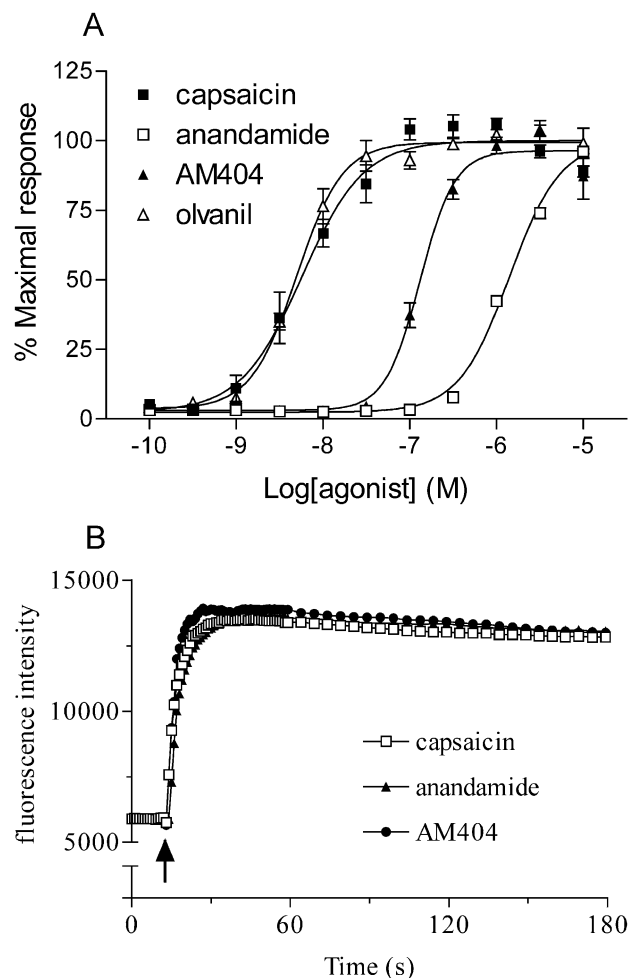 A
125
100
75
50
25
0
% Maximal response
capsaicin
anandamide
AM404
olvanil
-10 -9 -8 -7 -6 -5
Log[agonist] (M)
B
15000
10000
5000
fluorescence intensity
capsaicin
anandamide
AM404
0 60 120 180
Time (s)